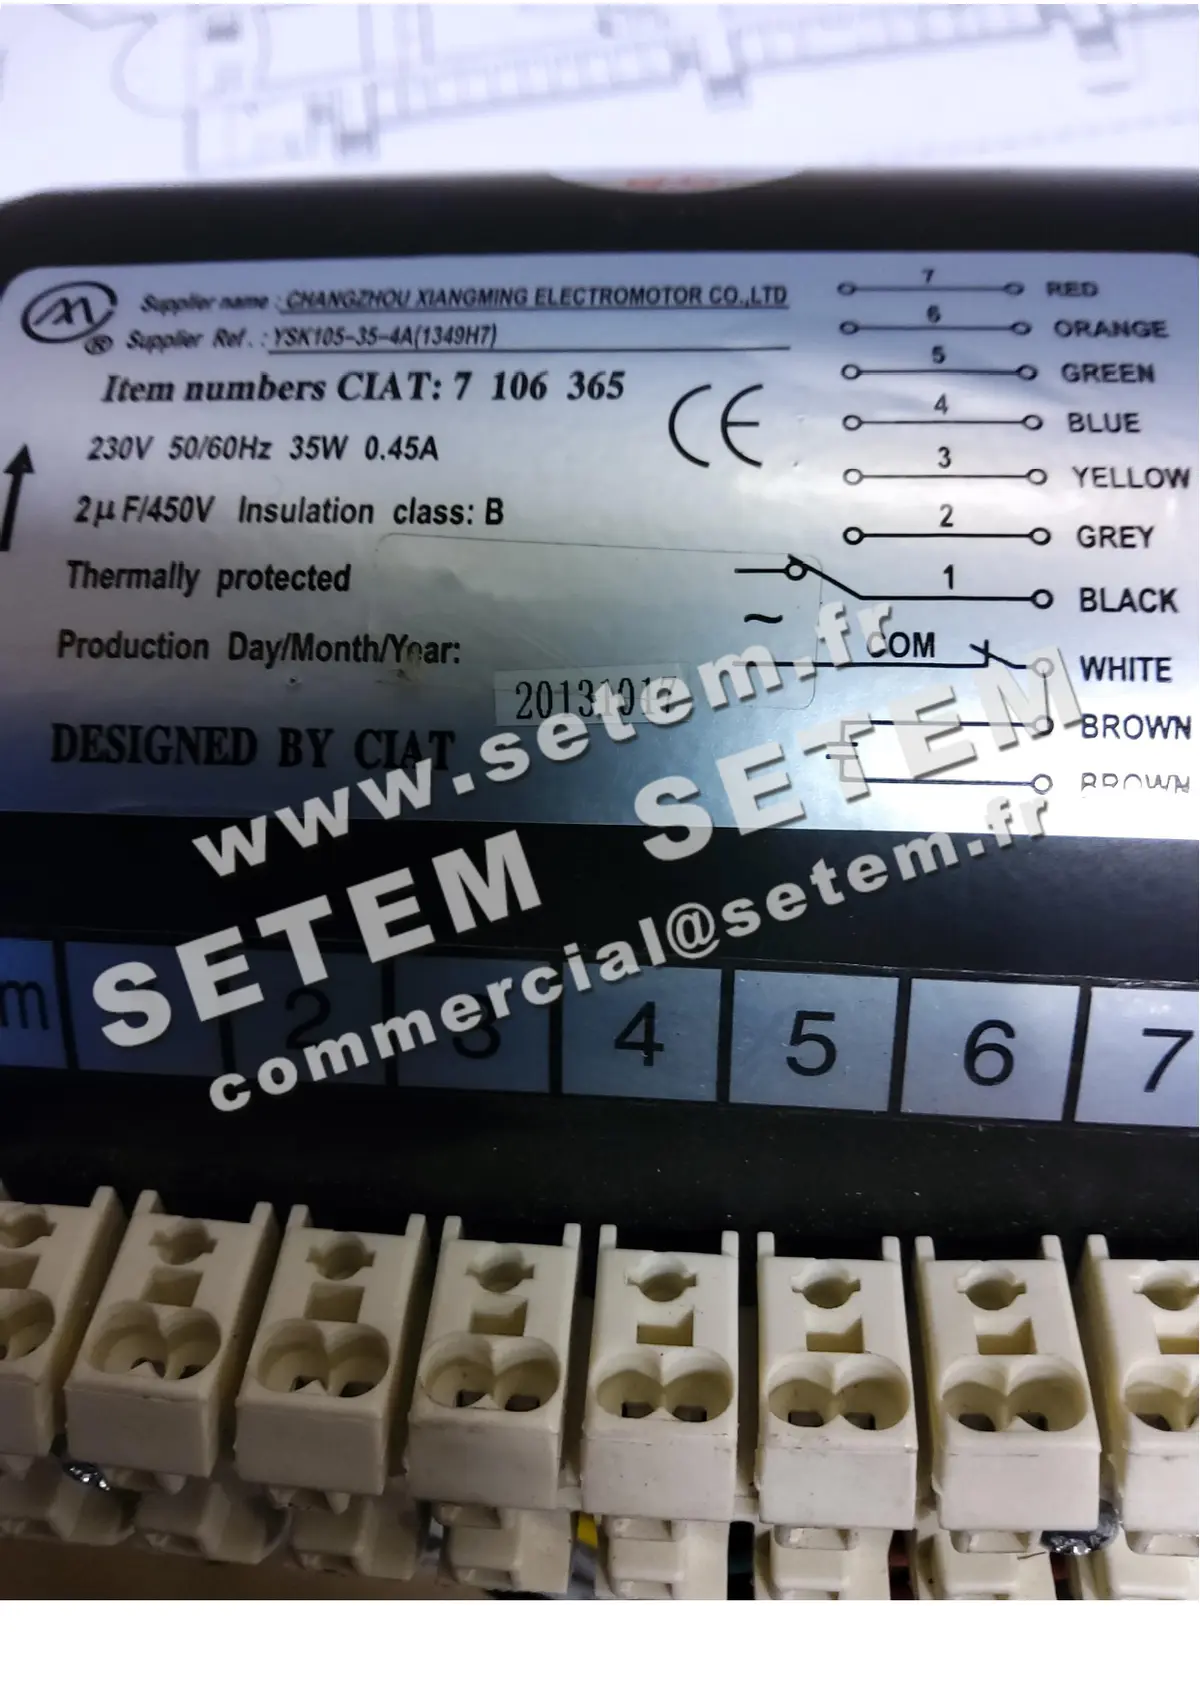 Supplier name : CHANGZHOU XIANGMING ELECTROMOTOR CO.,LTD
Supplier Ref. : YSK105-35-4A(1349H7)
Item numbers CIAT: 7 106 365
230V 50/60Hz 35W 0.45A
2μF/450V Insulation class: B
Thermally protected
Production Day/Month/Year:
20131017
DESIGNED BY CIAT
CE
7 RED
6 ORANGE
5 GREEN
4 BLUE
3 YELLOW
2 GREY
1 BLACK
~
COM WHITE
BROWN
BROWN
www.setem.fr
SETEM SETEM
commercial@setem.fr
m 2 3 4 5 6 7